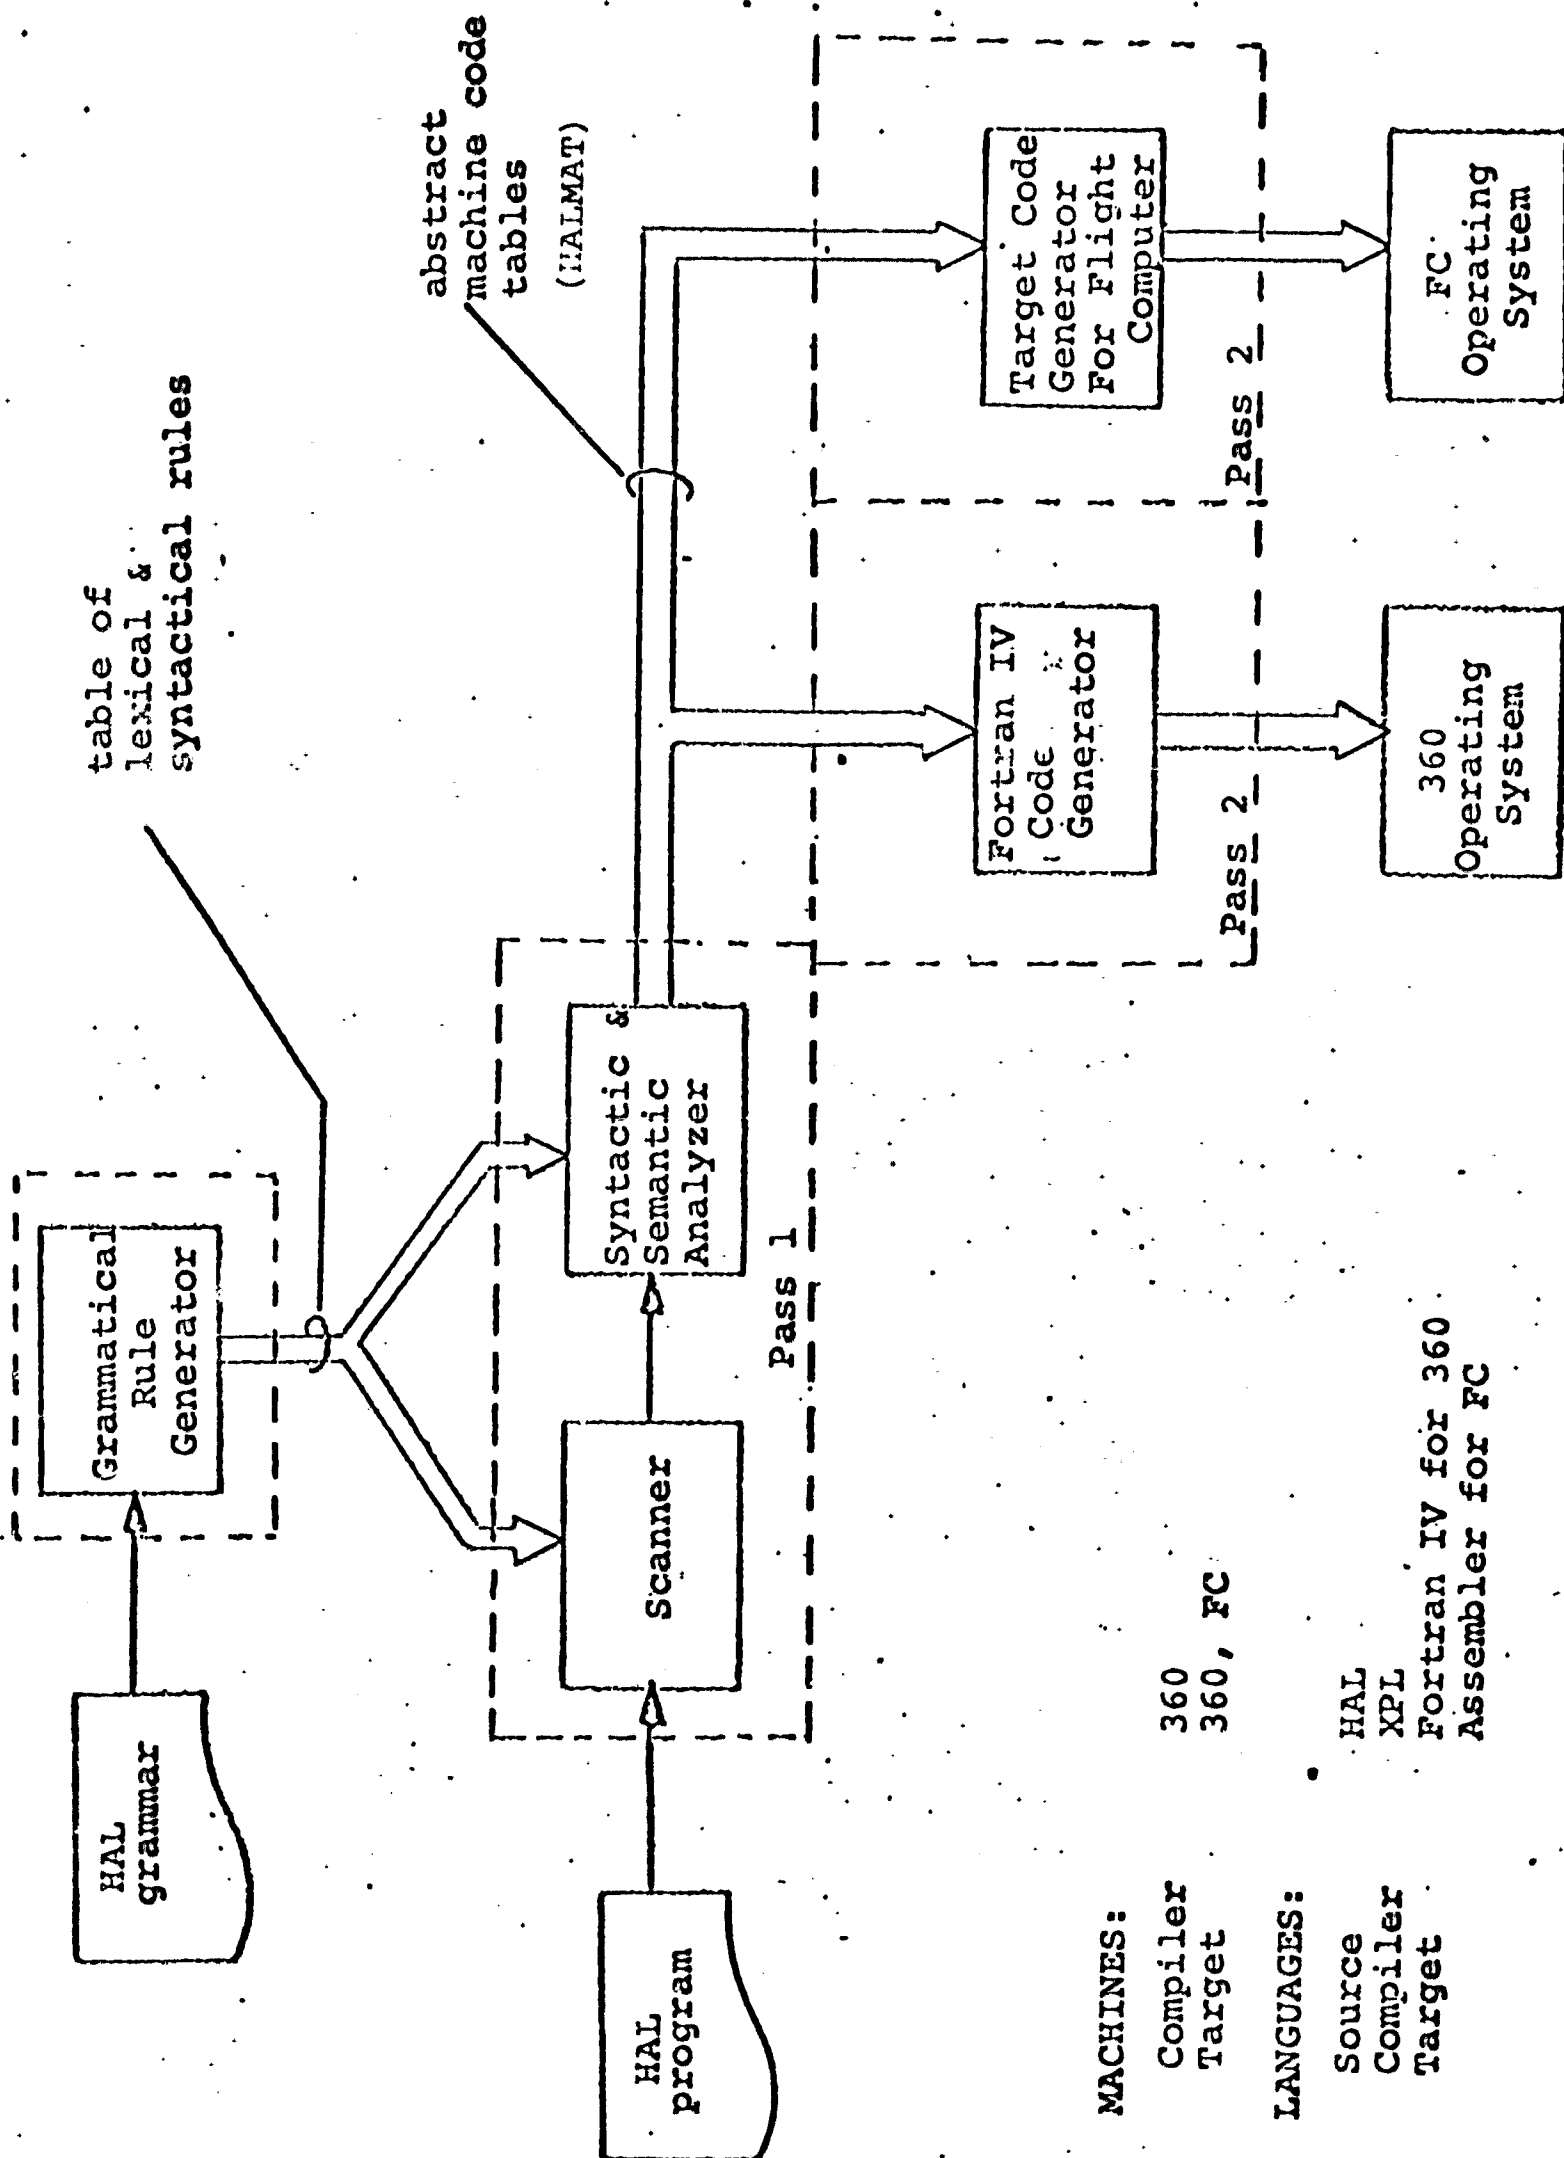 HAL
grammar
Grammatical
Rule
Generator
table of
lexical &
syntactical rules
HAL
program
Scanner
Syntactic &
Semantic
Analyzer
Pass 1
abstract
machine code
tables
(HALMAT)
Fortran IV
Code
Generator
Pass 2
Target Code
Generator
For Flight
Computer
Pass 2
360
Operating
System
FC
Operating
System
MACHINES:
Compiler 360
Target 360, FC
LANGUAGES:
Source HAL
Compiler XPL
Target Fortran IV for 360
Assembler for FC